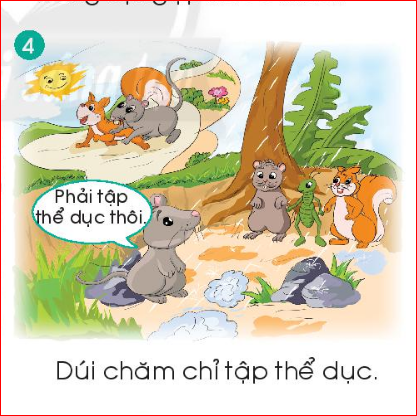 4
Phải tập
thể dục thôi.
Dúi chăm chỉ tập thể dục.